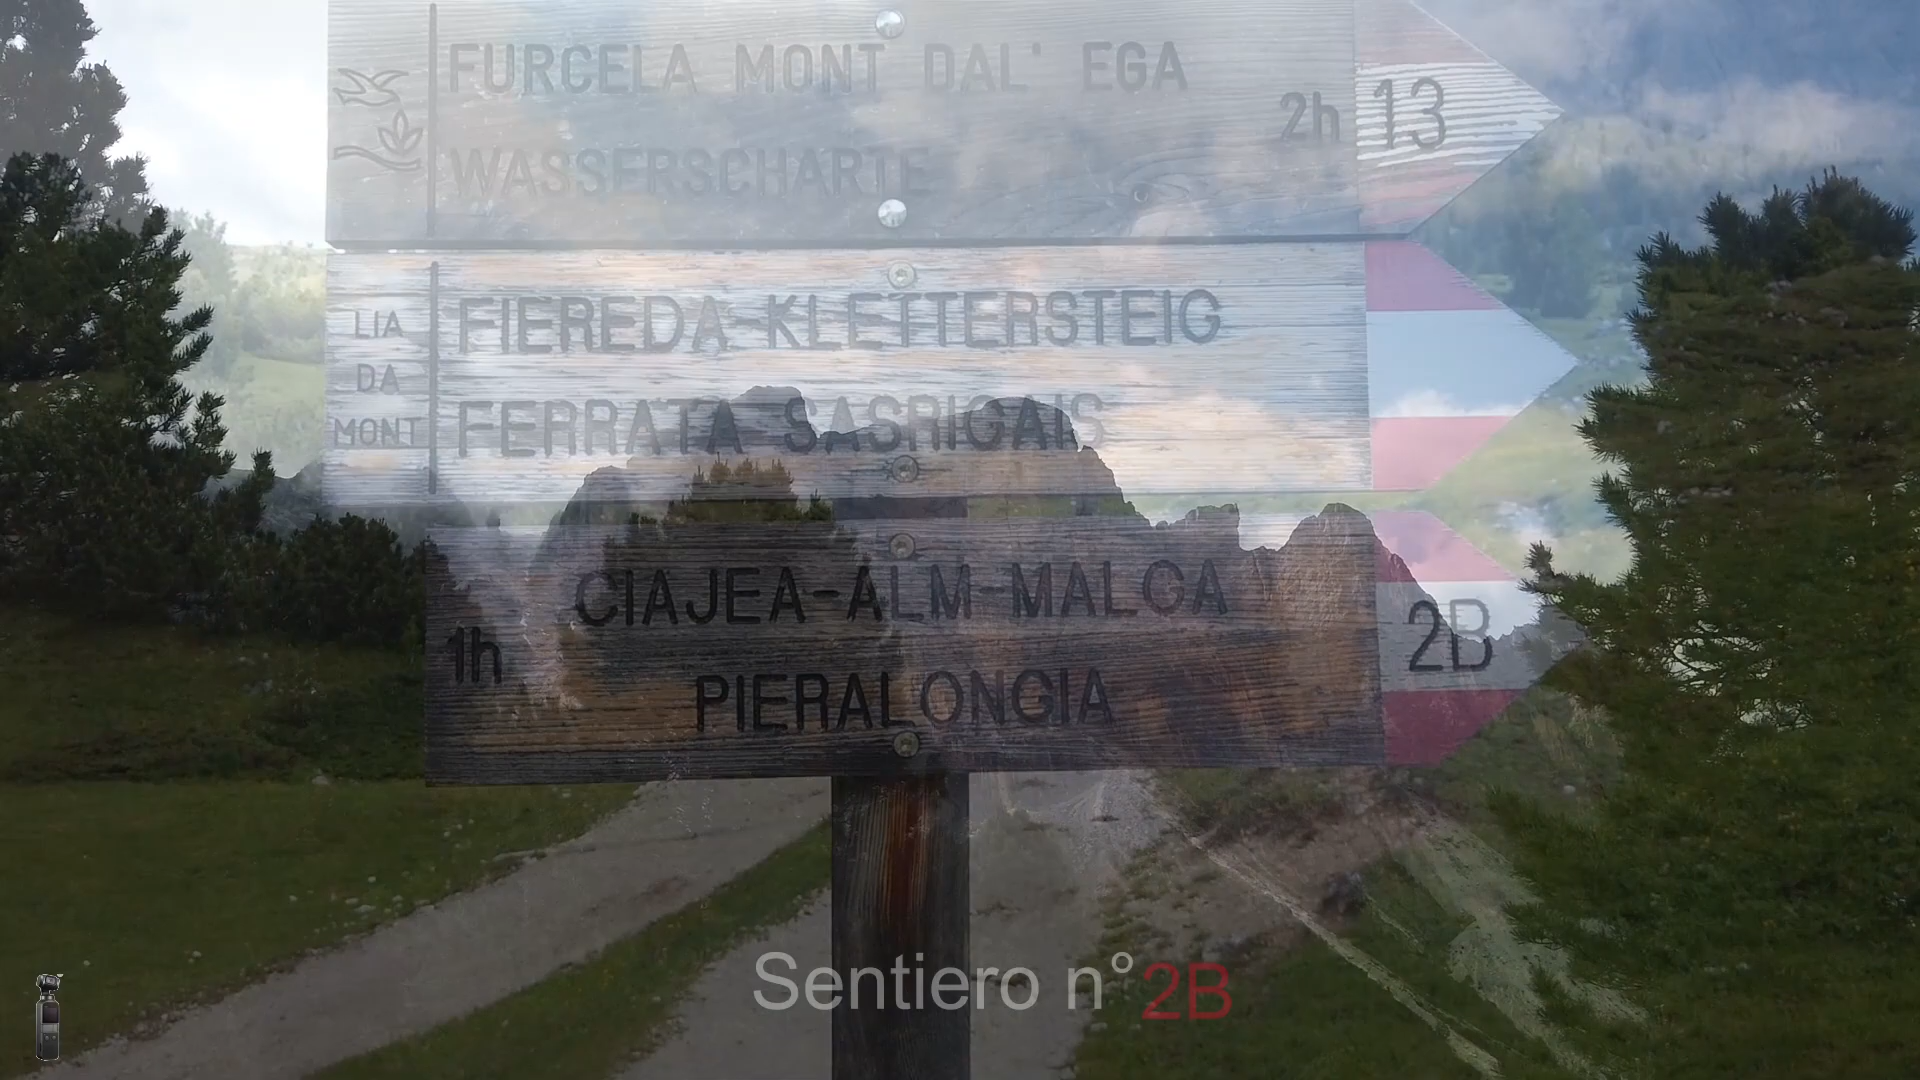 FURCELA MONT DAL' EGA
2h 13
WASSERSCHARTE
LIA DA MONT
FIEREDA-KLETTERSTEIG
FERRATA SASRIGAIS
CIAJEA-ALM-MALGA
1h
2B
PIERALONGIA
Sentiero n°2B